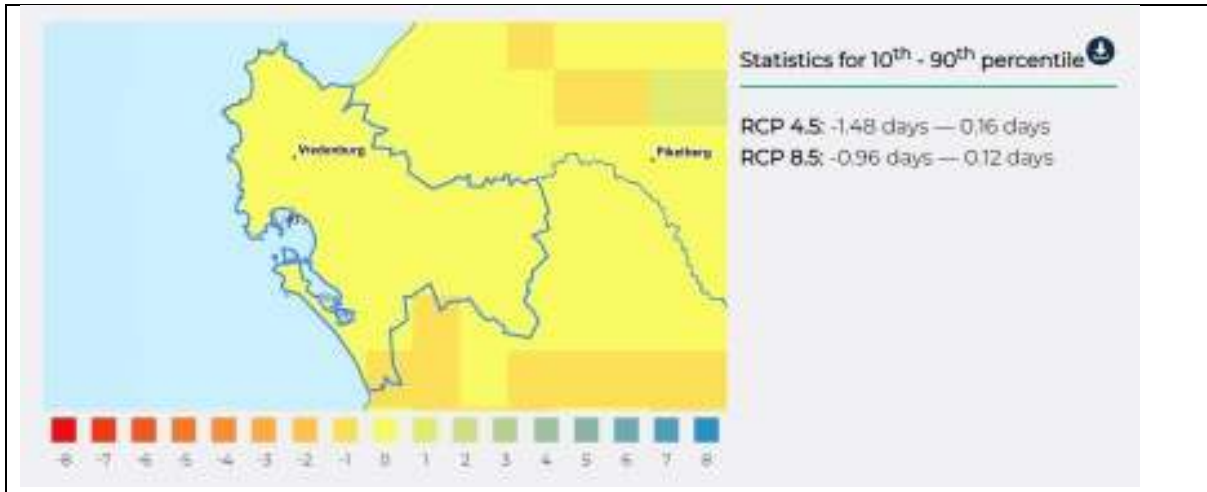 Statistics for 10th - 90th percentile
RCP 4.5: -1.48 days — 0.16 days
RCP 8.5: -0.96 days — 0.12 days
Vredenburg
Piketberg
-8 -7 -6 -5 -4 -3 -2 -1 0 1 2 3 4 5 6 7 8